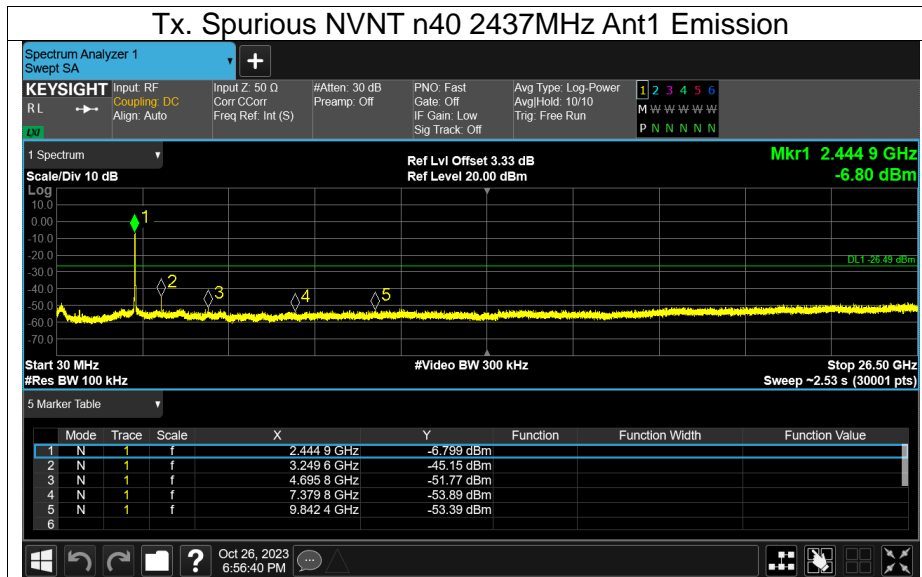 Tx. Spurious NVNT n40 2437MHz Ant1 Emission
Spectrum Analyzer 1
Swept SA
+
KEYSIGHT Input: RF Input Z: 50 Ω #Atten: 30 dB PNO: Fast Avg Type: Log-Power 1 2 3 4 5 6
RL Coupling: DC Corr CCorr Preamp: Off Gate: Off Avg|Hold: 10/10 M W W W W W
Align: Auto Freq Ref: Int (S) IF Gain: Low Trig: Free Run
LXI Sig Track: Off P N N N N N
1 Spectrum Ref Lvl Offset 3.33 dB Mkr1 2.444 9 GHz
Scale/Div 10 dB Ref Level 20.00 dBm -6.80 dBm
Log
10.0
0.00 1
-10.0
-20.0 DL1 -26.49 dBm
-30.0
-40.0 2
-50.0 3 4 5
-60.0
-70.0
Start 30 MHz #Video BW 300 kHz Stop 26.50 GHz
#Res BW 100 kHz Sweep ~2.53 s (30001 pts)
5 Marker Table
Mode Trace Scale X Y Function Function Width Function Value
1 N 1 f 2.444 9 GHz -6.799 dBm
2 N 1 f 3.249 6 GHz -45.15 dBm
3 N 1 f 4.695 8 GHz -51.77 dBm
4 N 1 f 7.379 8 GHz -53.89 dBm
5 N 1 f 9.842 4 GHz -53.39 dBm
6
? Oct 26, 2023
6:56:40 PM